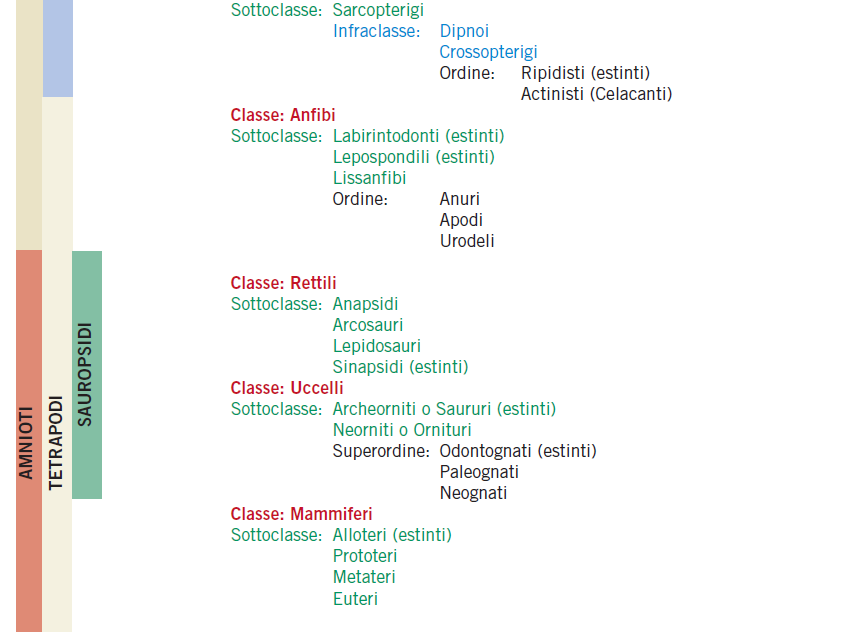 Sottoclasse: Sarcopterigi
Infraclasse: Dipnoi
Crossopterigi
Ordine: Ripidisti (estinti)
Actinisti (Celacanti)
Classe: Anfibi
Sottoclasse: Labirintodonti (estinti)
Lepospondili (estinti)
Lissanfibi
Ordine: Anuri
Apodi
Urodeli
Classe: Rettili
Sottoclasse: Anapsidi
Arcosauri
Lepidosauri
Sinapsidi (estinti)
Classe: Uccelli
Sottoclasse: Archeorniti o Saururi (estinti)
Neorniti o Ornituri
Superordine: Odontognati (estinti)
Paleognati
Neognati
Classe: Mammiferi
Sottoclasse: Alloteri (estinti)
Prototeri
Metateri
Euteri
AMNIOTI
TETRAPODI
SAUROPSIDI